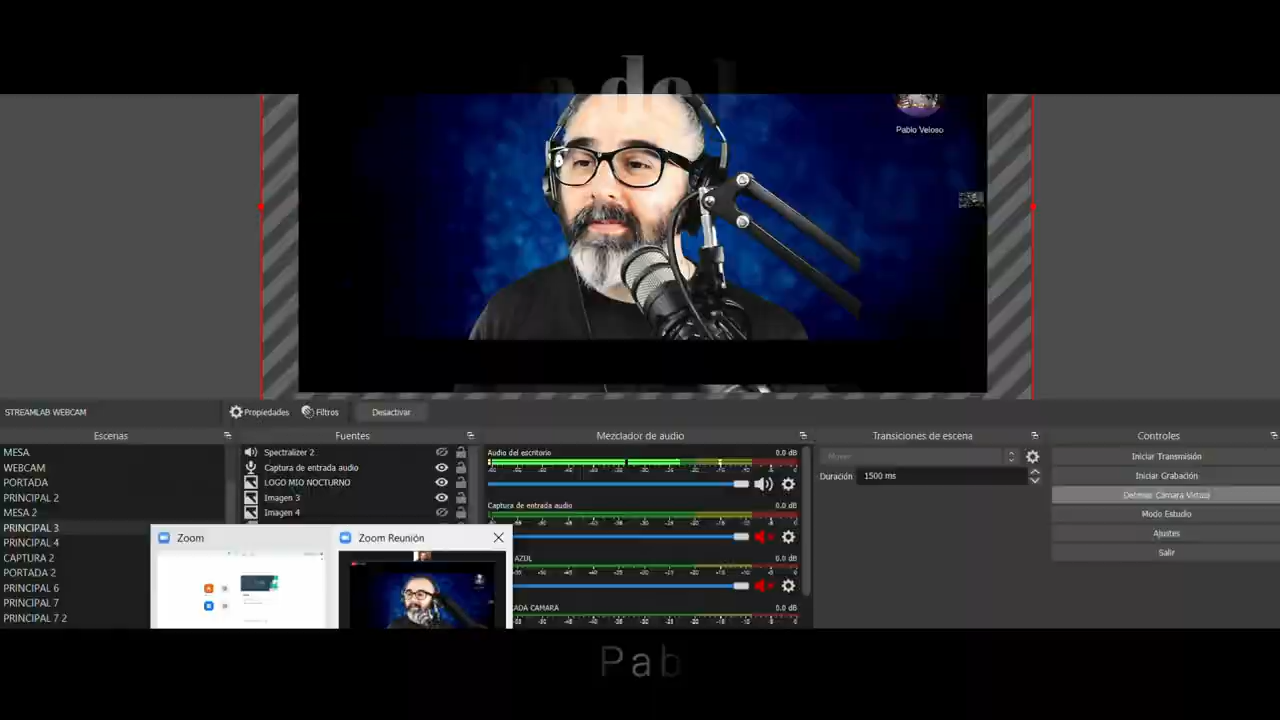 a de l
Pablo Veloso
STREAMLAB WEBCAM
Propiedades
Filtros
Desactivar
Escenas
Fuentes
Mezclador de audio
Transiciones de escena
Controles
MESA
WEBCAM
PORTADA
PRINCIPAL 2
MESA 2
PRINCIPAL 3
PRINCIPAL 4
CAPTURA 2
PORTADA 2
PRINCIPAL 6
PRINCIPAL 7
PRINCIPAL 7 2
Spectralizer 2
Captura de entrada audio
LOGO MIO NOCTURNO
Imagen 3
Imagen 4
Zoom
Zoom Reunión
Audio del escritorio
0.0 dB
Captura de entrada audio
0.0 dB
AZUL
0.0 dB
ADA CAMARA
0.0 dB
Mover
Duración
1500 ms
Iniciar Transmisión
Iniciar Grabación
Detener Cámara Virtual
Modo Estudio
Ajustes
Salir
Pab